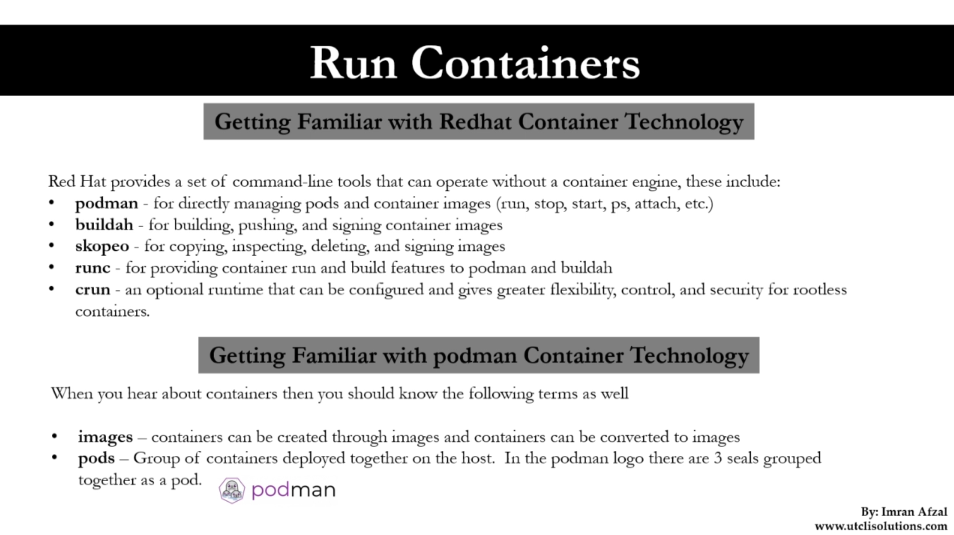 Run Containers
Getting Familiar with Redhat Container Technology
Red Hat provides a set of command-line tools that can operate without a container engine, these include:
• podman - for directly managing pods and container images (run, stop, start, ps, attach, etc.)
• buildah - for building, pushing, and signing container images
• skopeo - for copying, inspecting, deleting, and signing images
• runc - for providing container run and build features to podman and buildah
• crun - an optional runtime that can be configured and gives greater flexibility, control, and security for rootless
containers.
Getting Familiar with podman Container Technology
When you hear about containers then you should know the following terms as well
• images – containers can be created through images and containers can be converted to images
• pods – Group of containers deployed together on the host. In the podman logo there are 3 seals grouped
together as a pod.
podman
By: Imran Afzal
www.utclisolutions.com